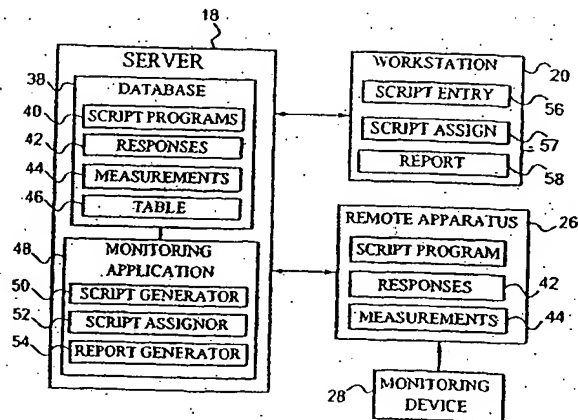 18
SERVER
38
DATABASE
40
SCRIPT PROGRAMS
42
RESPONSES
44
MEASUREMENTS
46
TABLE
48
MONITORING
APPLICATION
50
SCRIPT GENERATOR
52
SCRIPT ASSIGNOR
54
REPORT GENERATOR
WORKSTATION
20
SCRIPT ENTRY
56
SCRIPT ASSIGN
57
REPORT
58
REMOTE APPARATUS
26
SCRIPT PROGRAM
RESPONSES
42
MEASUREMENTS
44
28
MONITORING
DEVICE